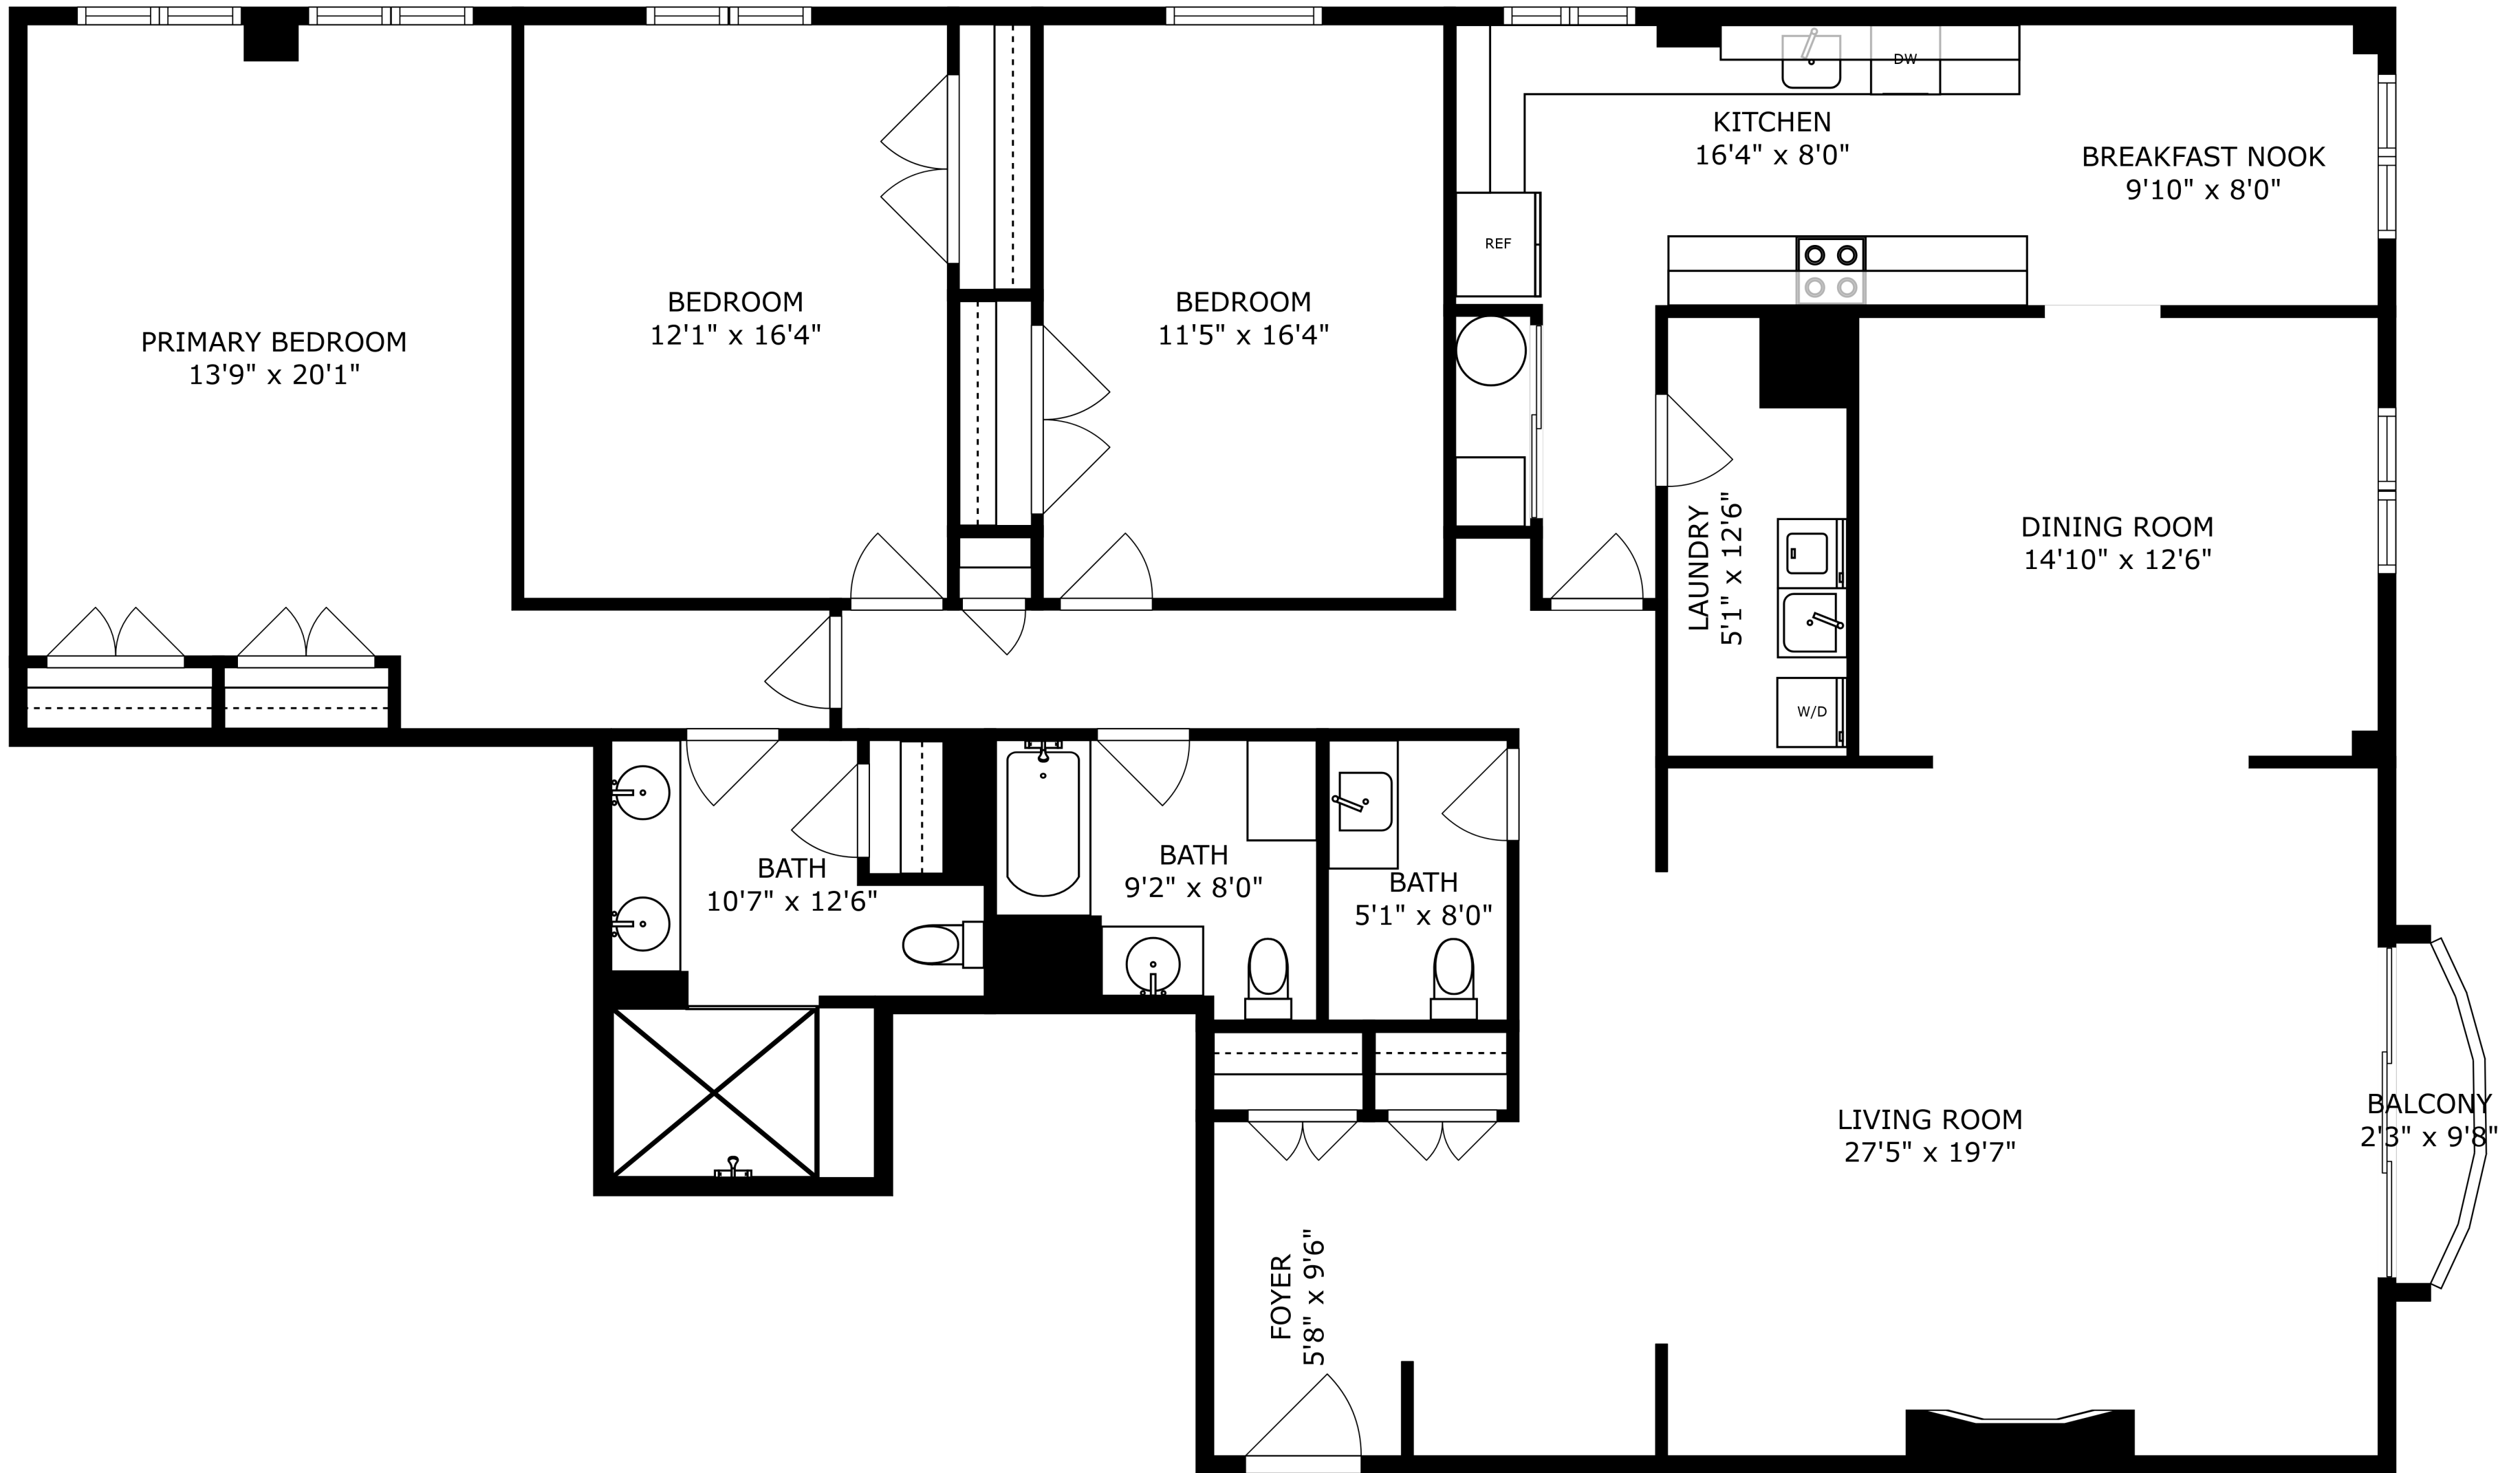 DW
KITCHEN
16'4" x 8'0"
BREAKFAST NOOK
9'10" x 8'0"
REF
BEDROOM
12'1" x 16'4"
BEDROOM
11'5" x 16'4"
PRIMARY BEDROOM
13'9" x 20'1"
LAUNDRY
5'1" x 12'6"
DINING ROOM
14'10" x 12'6"
W/D
BATH
10'7" x 12'6"
BATH
9'2" x 8'0"
BATH
5'1" x 8'0"
LIVING ROOM
27'5" x 19'7"
BALCONY
2'3" x 9'8"
FOYER
5'8" x 9'6"